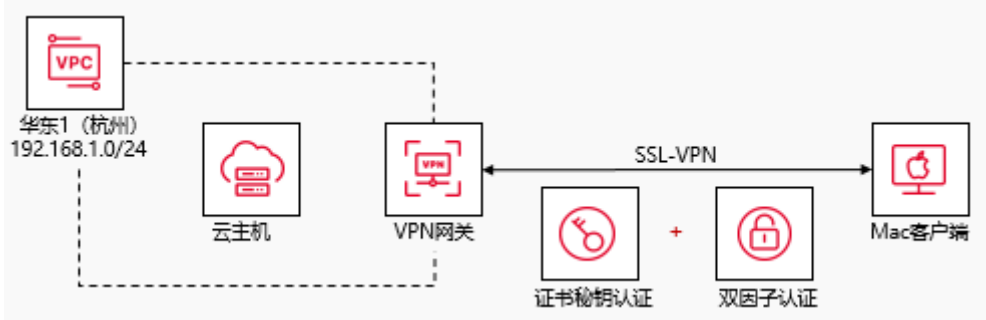 VPC
华东1（杭州）
192.168.1.0/24
云主机
VPN
VPN网关
SSL-VPN
证书秘钥认证
+
双因子认证
Mac客户端